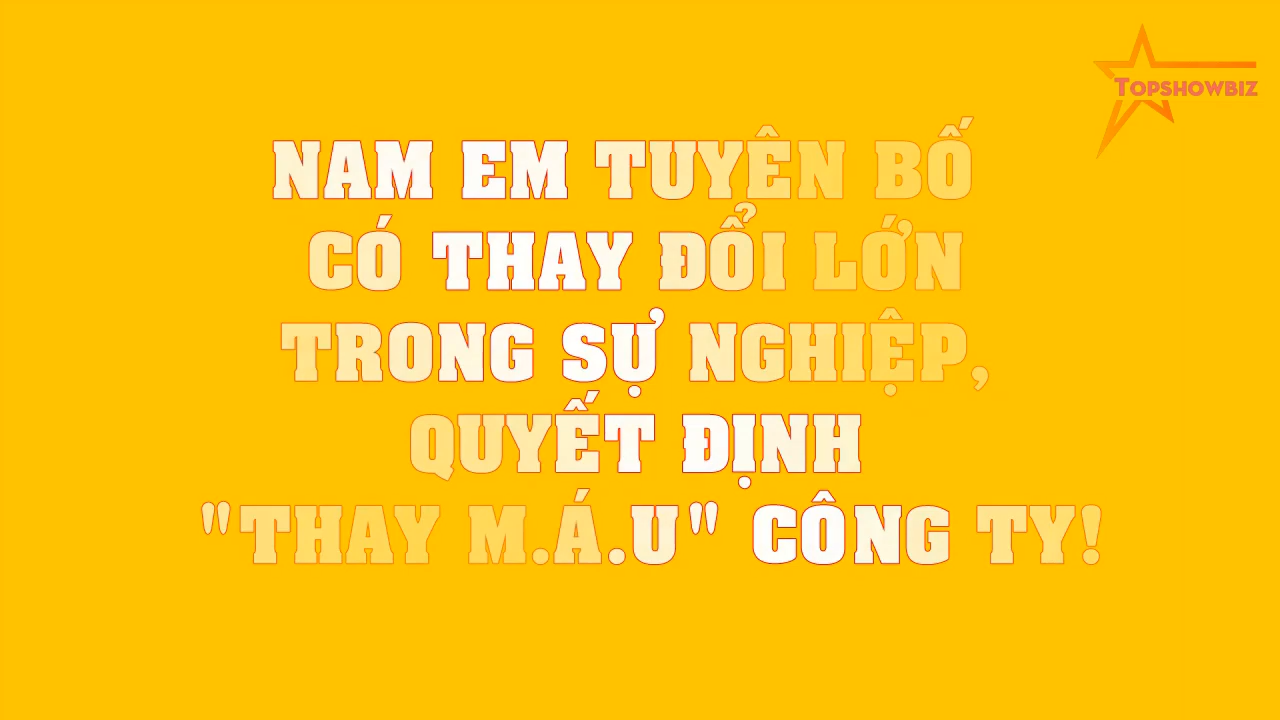 TOPSHOWBIZ
NAM EM TUYÊN BỐ
CÓ THAY ĐỔI LỚN
TRONG SỰ NGHIỆP,
QUYẾT ĐỊNH
"THAY M.Á.U" CÔNG TY!